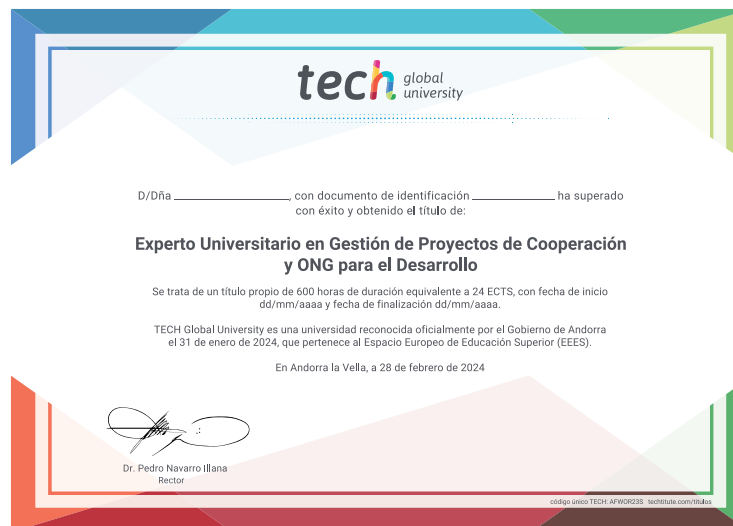 tech global university
D/Dña ____________________, con documento de identificación ______________ ha superado
con éxito y obtenido el título de:
Experto Universitario en Gestión de Proyectos de Cooperación
y ONG para el Desarrollo
Se trata de un título propio de 600 horas de duración equivalente a 24 ECTS, con fecha de inicio
dd/mm/aaaa y fecha de finalización dd/mm/aaaa.
TECH Global University es una universidad reconocida oficialmente por el Gobierno de Andorra
el 31 de enero de 2024, que pertenece al Espacio Europeo de Educación Superior (EEES).
En Andorra la Vella, a 28 de febrero de 2024
Dr. Pedro Navarro Illana
Rector
código único TECH: AFWOR23S techtitute.com/titulos